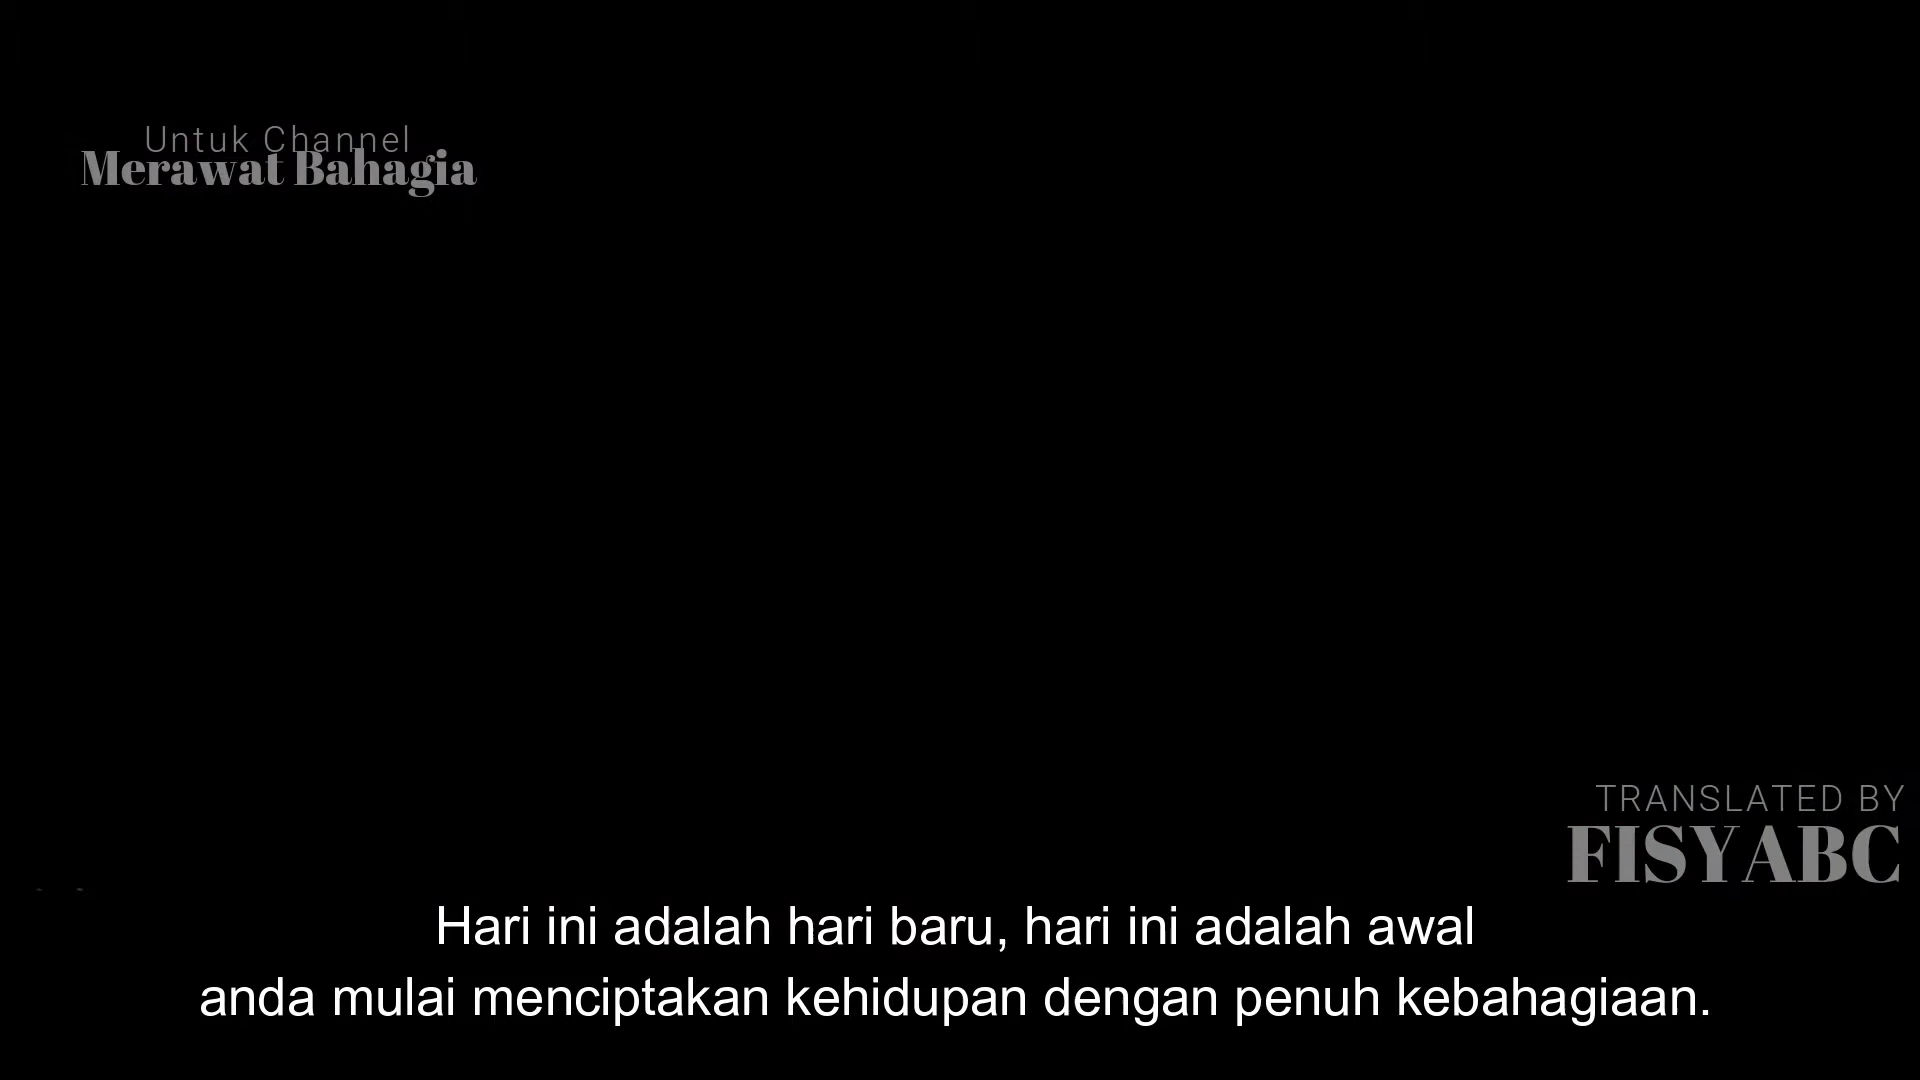 Untuk Channel
Merawat Bahagia
TRANSLATED BY
FISYABC
Hari ini adalah hari baru, hari ini adalah awal
anda mulai menciptakan kehidupan dengan penuh kebahagiaan.